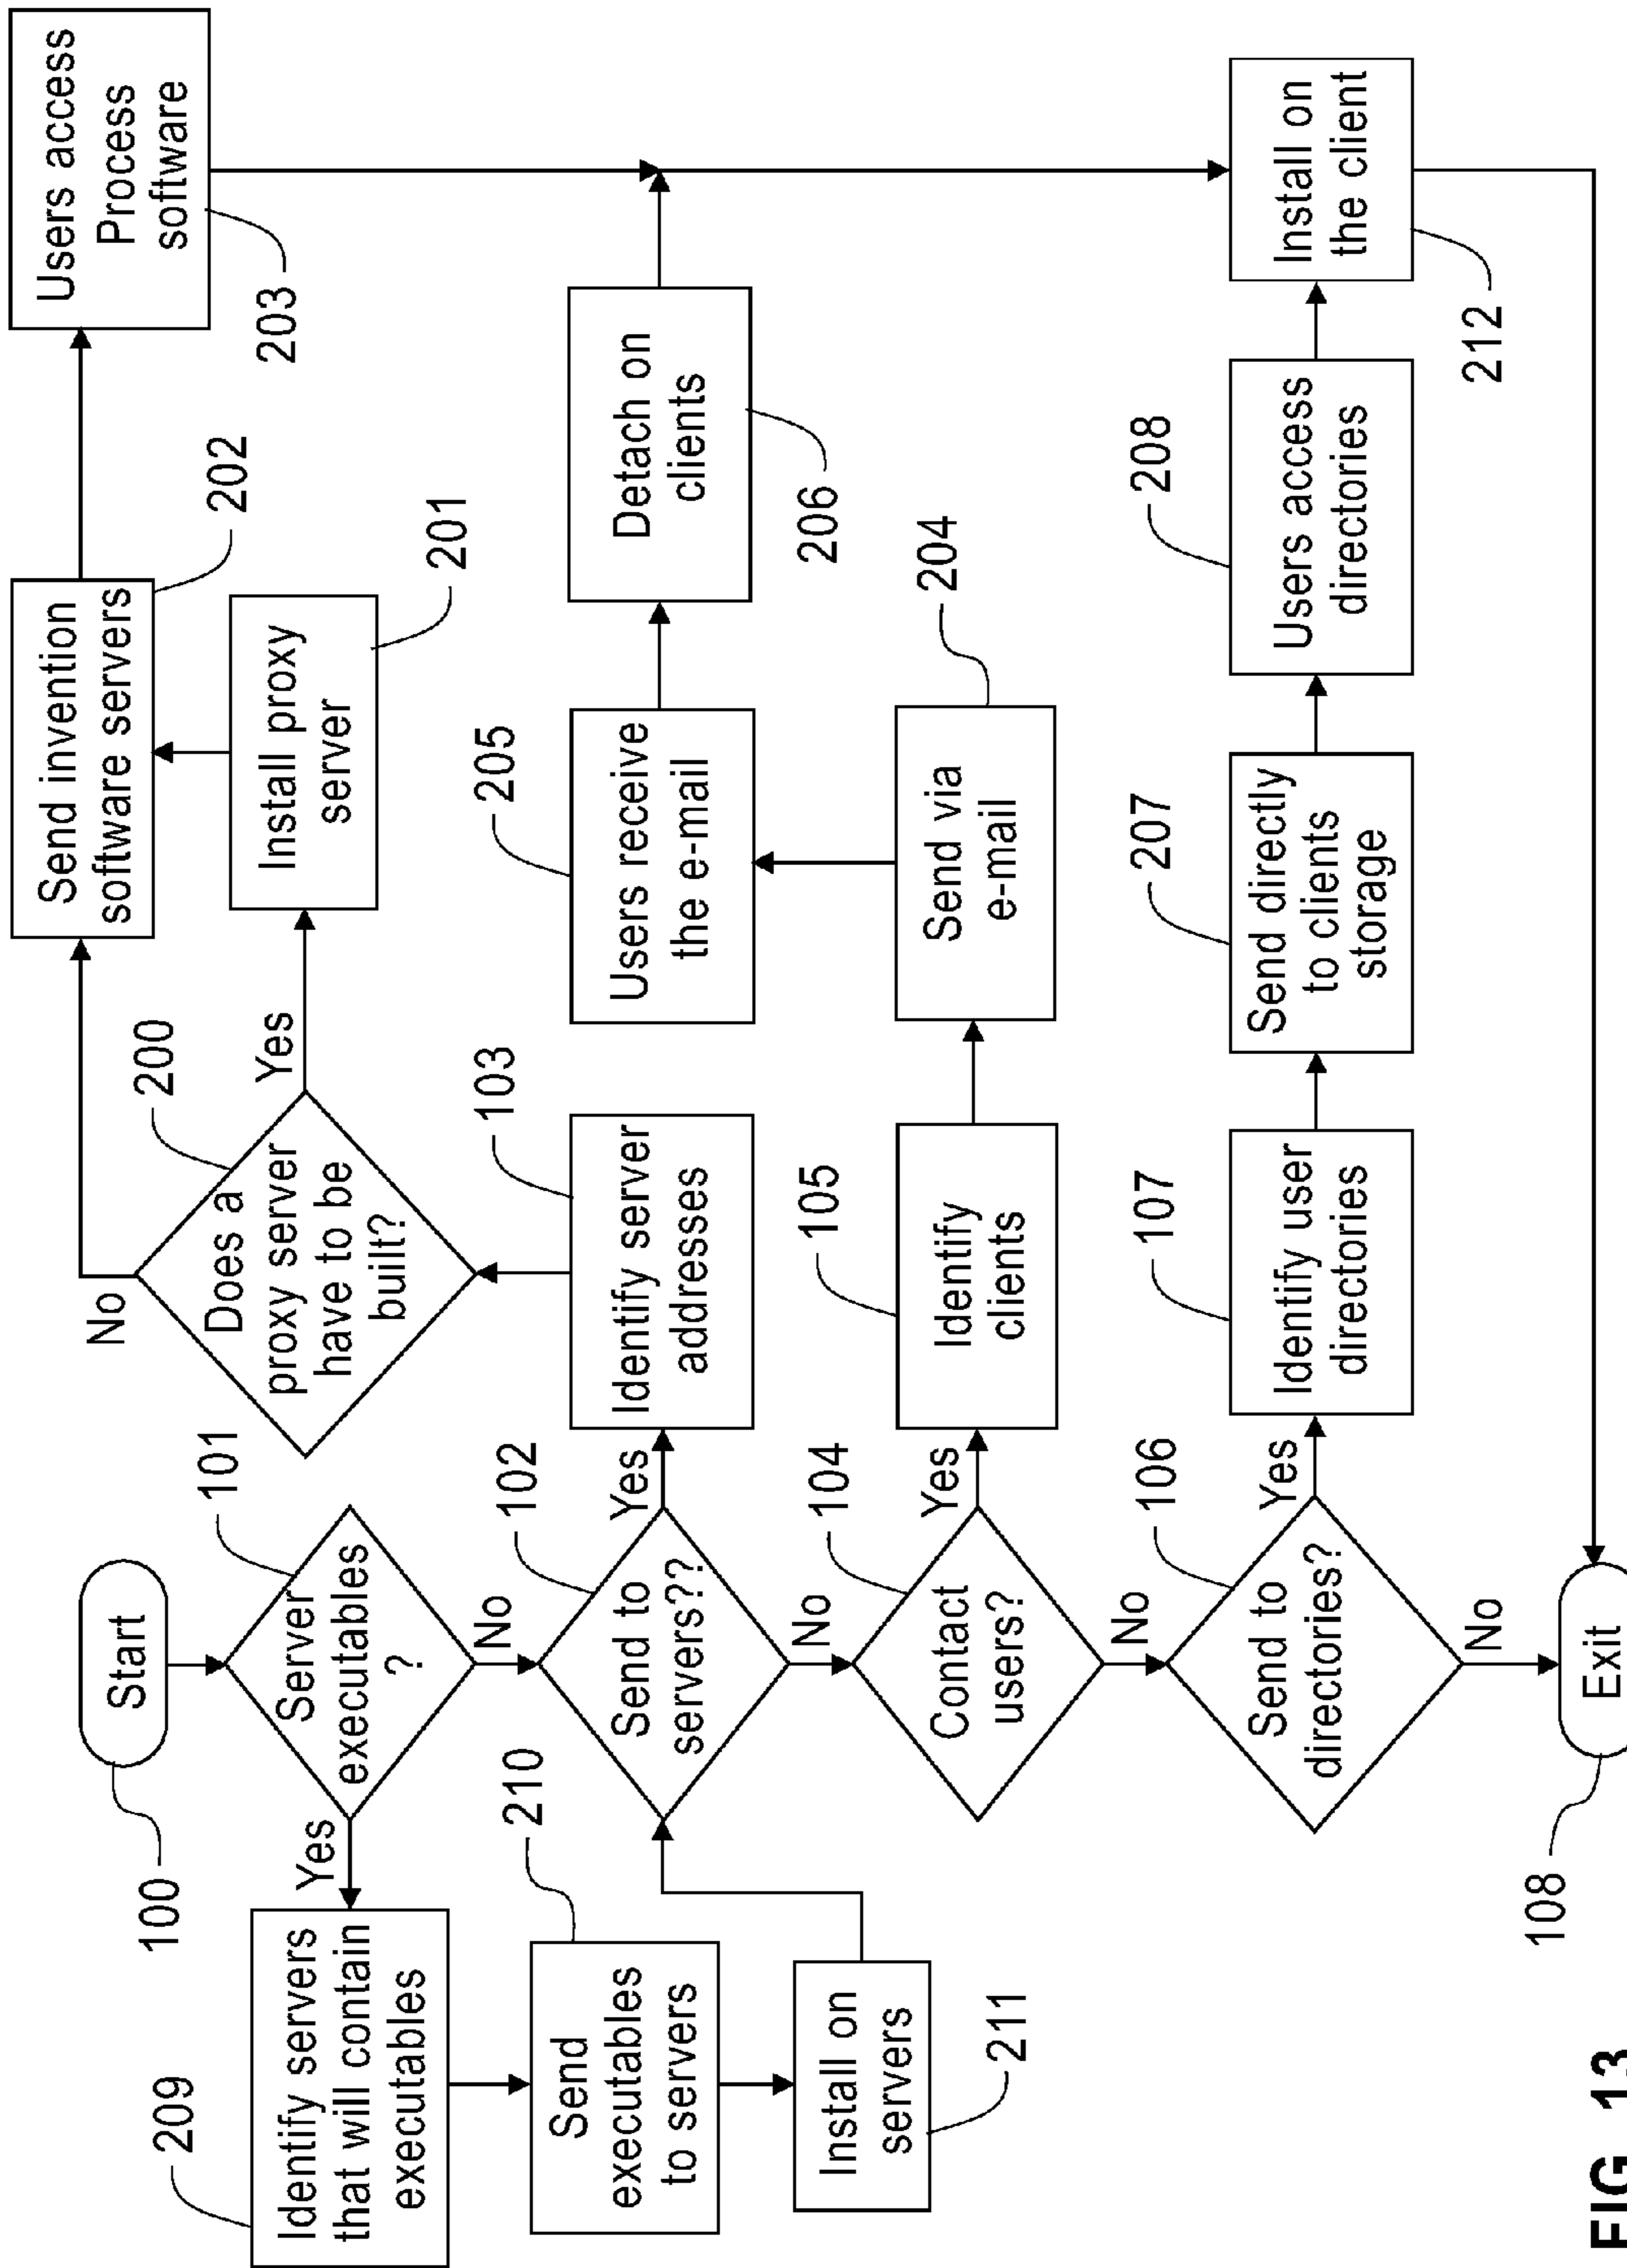 Start
100
Server
executables
?
101
Yes
No
Identify servers
that will contain
executables
209
Send
executables
to servers
210
Install on
servers
211
Send to
servers??
102
Yes
No
Identify server
addresses
103
Does a
proxy server
have to be
built?
200
No
Yes
Install proxy
server
201
Send invention
software servers
202
Users access
Process
software
203
Contact
users?
104
Yes
No
Identify
clients
105
Send via
e-mail
204
Users receive
the e-mail
205
Detach on
clients
206
Send to
directories?
106
Yes
No
Identify user
directories
107
Send directly
to clients
storage
207
Users access
directories
208
Install on
the client
212
Exit
108
FIG 13